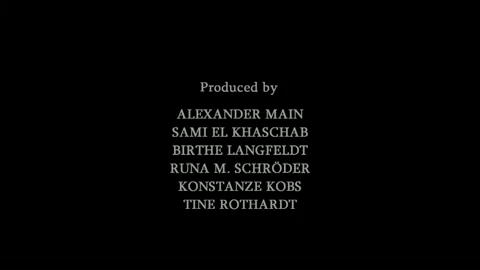 Produced by
ALEXANDER MAIN
SAMI EL KHASCHAB
BIRTHE LANGFELDT
RUNA M. SCHRÖDER
KONSTANZE KOBS
TINE ROTHARDT